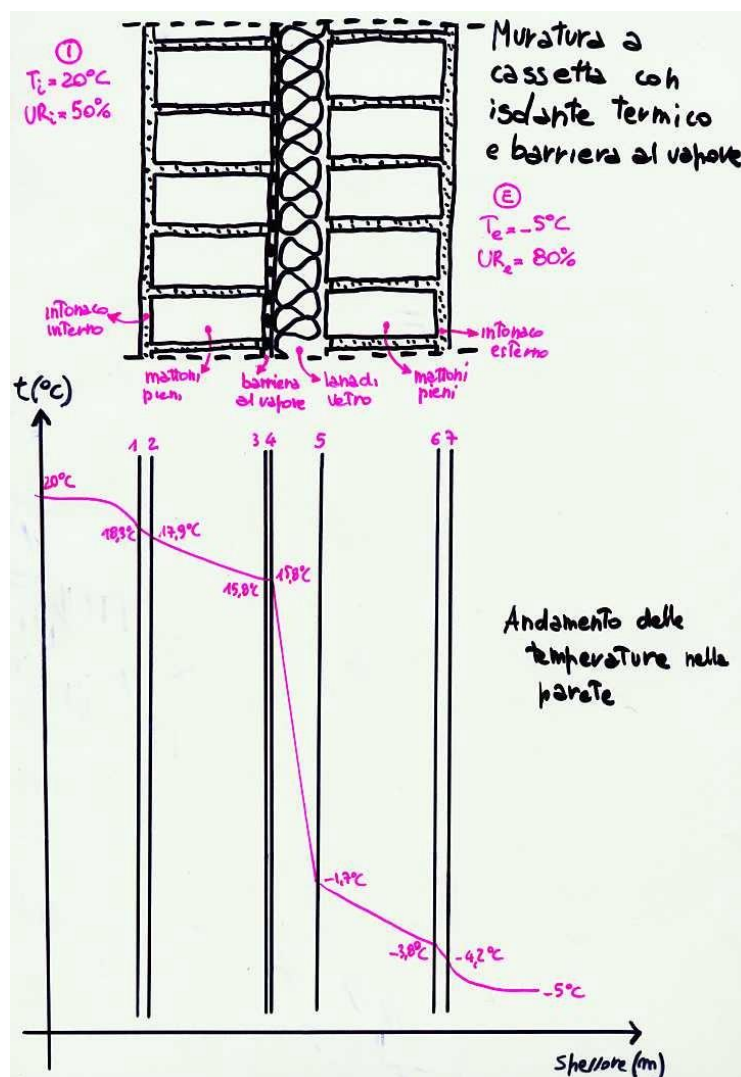 I
Ti = 20°C
URi = 50%
Muratura a
cassetta con
isolante termico
e barriera al vapore
E
Te = -5°C
URe = 80%
intonaco
interno
mattoni
pieni
barriera
al vapore
lana di
vetro
mattoni
pieni
intonaco
esterno
t(°C)
1 2 3 4 5 6 7
20°C
18,3°C
17,9°C
15,8°C
15,8°C
-1,7°C
-3,8°C
-4,2°C
-5°C
Andamento delle
temperature nella
parete
Spessore (m)